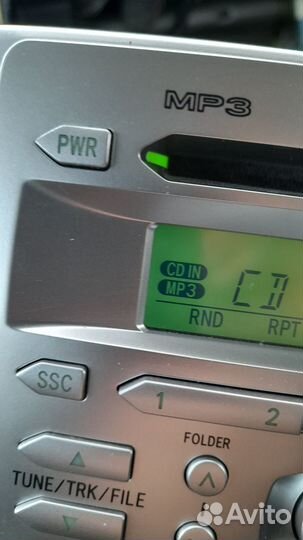 MP3
PWR
CD IN
MP3
CD
RND RPT
SSC
1 2
FOLDER
TUNE/TRK/FILE
Avito